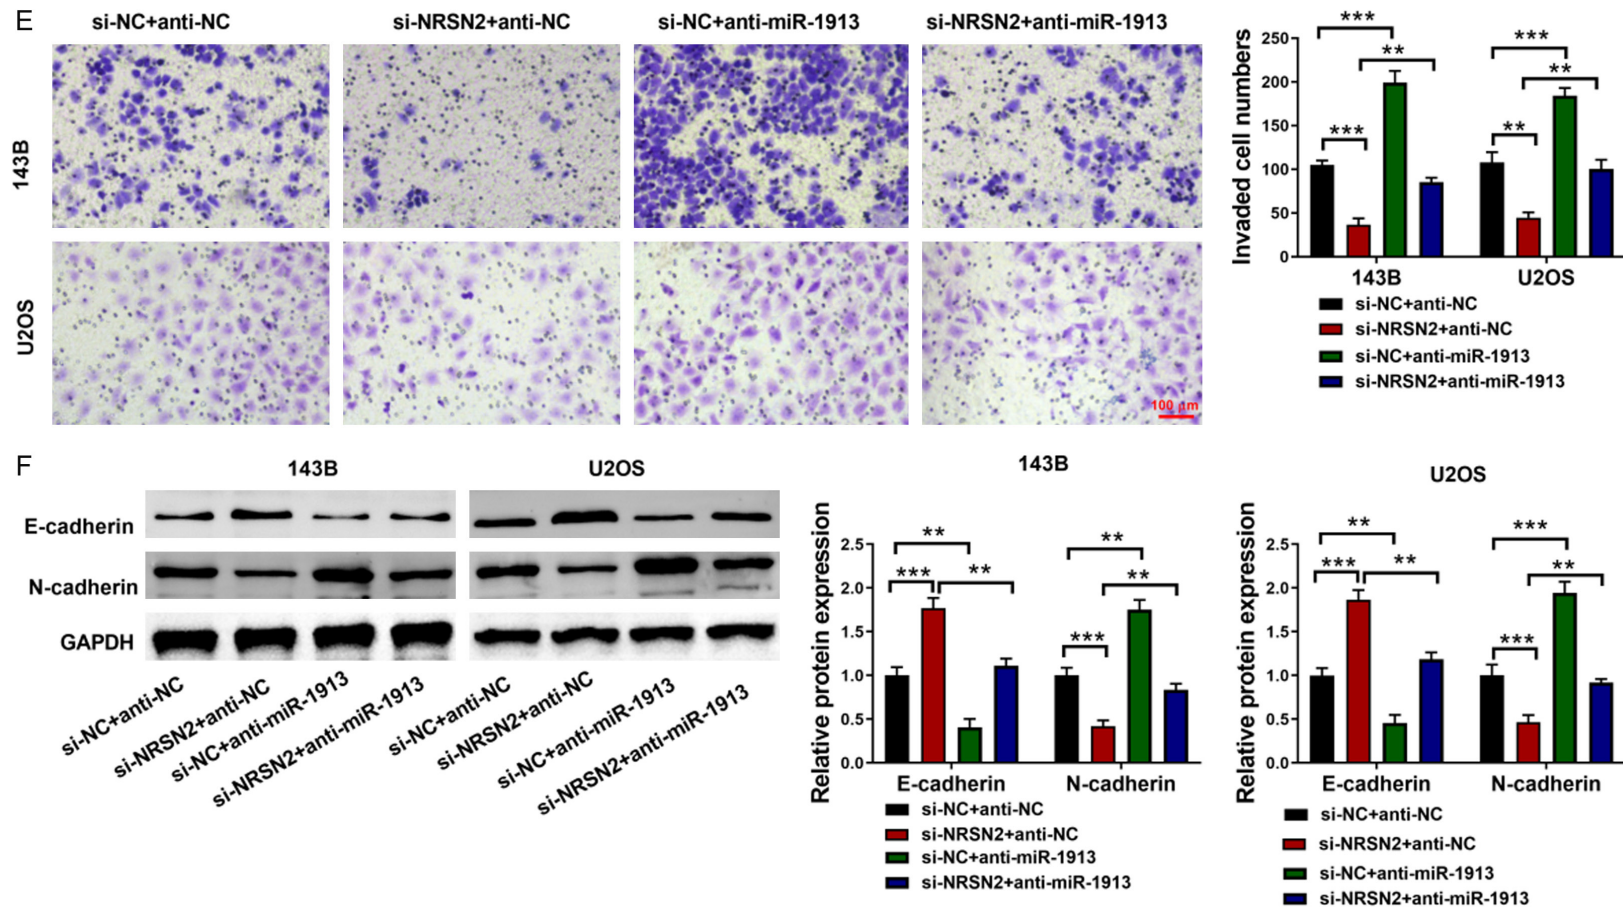 E
si-NC+anti-NC
si-NRSN2+anti-NC
si-NC+anti-miR-1913
si-NRSN2+anti-miR-1913
143B
U2OS
100 μm
Invaded cell numbers
250
200
150
100
50
0
***
**
***
***
**
**
143B
U2OS
si-NC+anti-NC
si-NRSN2+anti-NC
si-NC+anti-miR-1913
si-NRSN2+anti-miR-1913
F
143B
U2OS
E-cadherin
N-cadherin
GAPDH
si-NC+anti-NC
si-NRSN2+anti-NC
si-NC+anti-miR-1913
si-NRSN2+anti-miR-1913
si-NC+anti-NC
si-NRSN2+anti-NC
si-NC+anti-miR-1913
si-NRSN2+anti-miR-1913
143B
Relative protein expression
2.5
2.0
1.5
1.0
0.5
0.0
**
***
**
**
**
***
E-cadherin
N-cadherin
si-NC+anti-NC
si-NRSN2+anti-NC
si-NC+anti-miR-1913
si-NRSN2+anti-miR-1913
U2OS
Relative protein expression
2.5
2.0
1.5
1.0
0.5
0.0
**
***
**
***
**
***
E-cadherin
N-cadherin
si-NC+anti-NC
si-NRSN2+anti-NC
si-NC+anti-miR-1913
si-NRSN2+anti-miR-1913